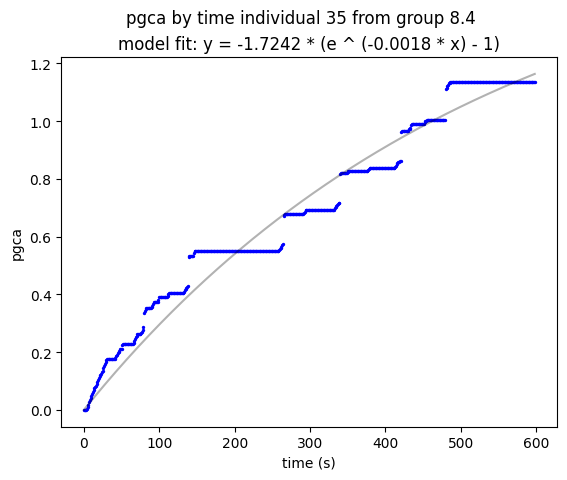 pgca by time individual 35 from group 8.4
model fit: y = -1.7242 * (e ^ (-0.0018 * x) - 1)
1.2
1.0
0.8
0.6
0.4
0.2
0.0
pgca
0 100 200 300 400 500 600
time (s)